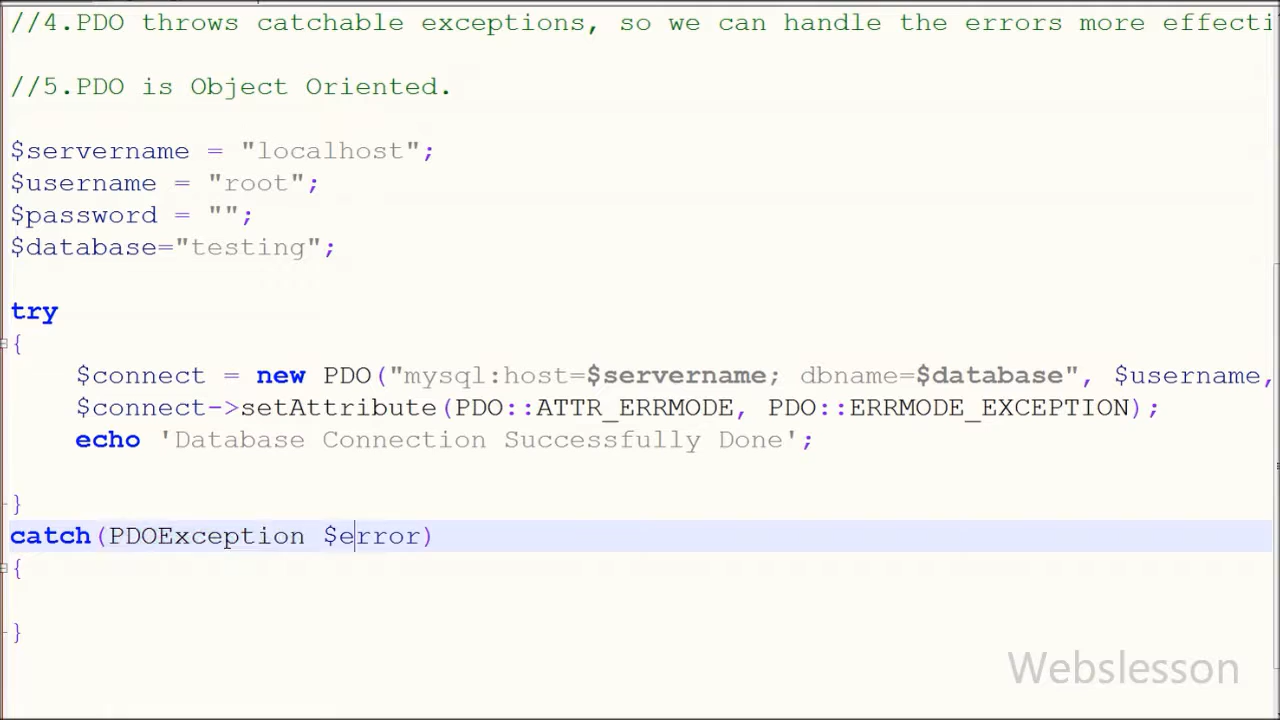 //4.PDO throws catchable exceptions, so we can handle the errors more effecti
//5.PDO is Object Oriented.
$servername = "localhost";
$username = "root";
$password = "";
$database="testing";
try
{
$connect = new PDO("mysql:host=$servername; dbname=$database", $username,
$connect->setAttribute(PDO::ATTR_ERRMODE, PDO::ERRMODE_EXCEPTION);
echo 'Database Connection Successfully Done';
}
catch(PDOException $error)
{
}
Webslesson